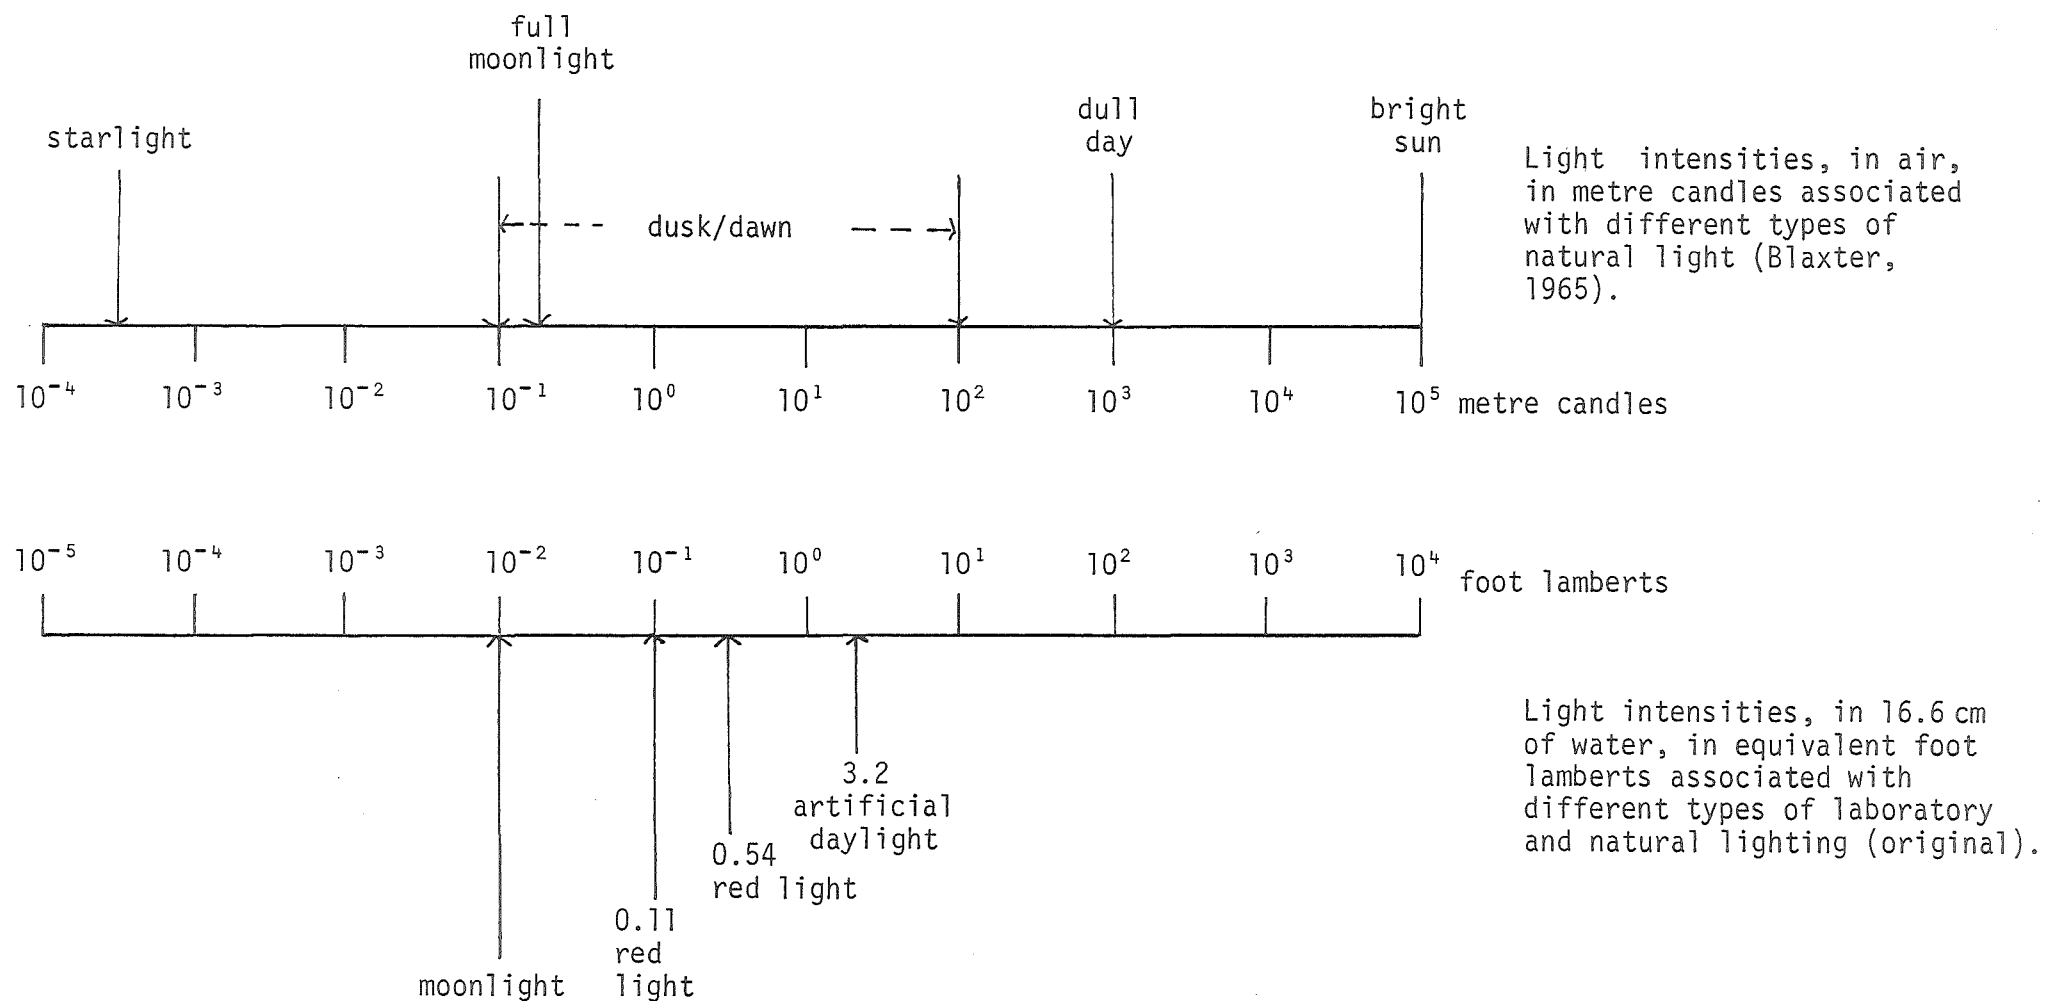 full
moonlight
starlight
dusk/dawn
dull
day
bright
sun
Light intensities, in air,
in metre candles associated
with different types of
natural light (Blaxter,
1965).
10⁻⁴ 10⁻³ 10⁻² 10⁻¹ 10⁰ 10¹ 10² 10³ 10⁴ 10⁵ metre candles
10⁻⁵ 10⁻⁴ 10⁻³ 10⁻² 10⁻¹ 10⁰ 10¹ 10² 10³ 10⁴ foot lamberts
moonlight
0.11
red
light
0.54
red light
3.2
artificial
daylight
Light intensities, in 16.6 cm
of water, in equivalent foot
lamberts associated with
different types of laboratory
and natural lighting (original).